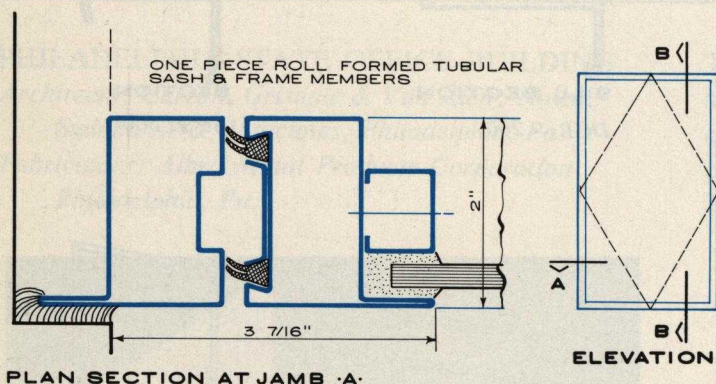 ONE PIECE ROLL FORMED TUBULAR
SASH & FRAME MEMBERS
B
2"
A
3 7/16"
B
ELEVATION
PLAN SECTION AT JAMB ·A·